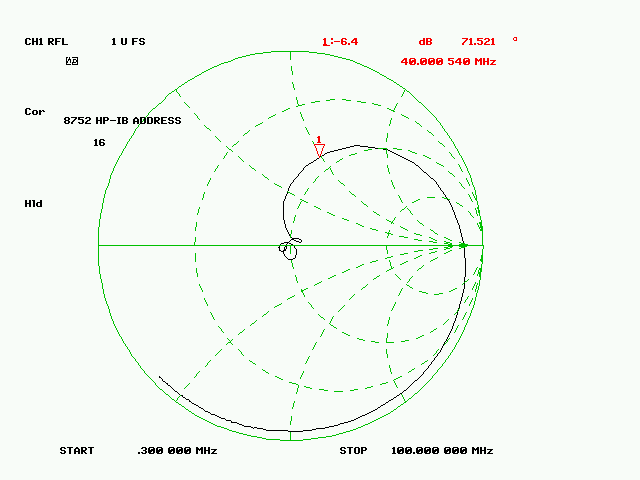 CH1 RFL 1 U FS 1:-6.4 dB 71.521 °
40.000 540 MHz
Cor
8752 HP-IB ADDRESS
16
1
Hld
START .300 000 MHz STOP 100.000 000 MHz